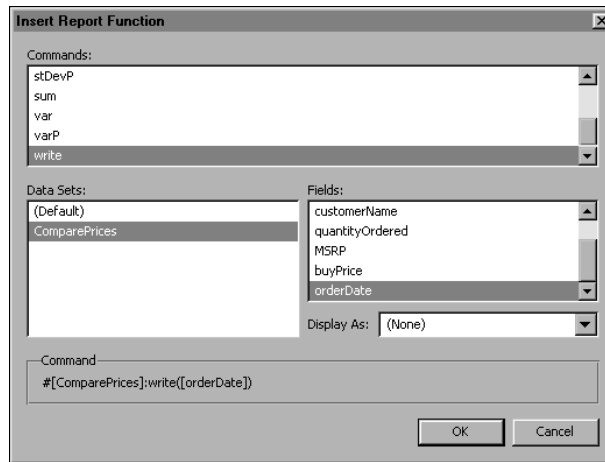 Insert Report Function
Commands:
stDevP
sum
var
varP
write
Data Sets:
(Default)
ComparePrices
Fields:
customerName
quantityOrdered
MSRP
buyPrice
orderDate
Display As: (None)
Command
#[ComparePrices]:write([orderDate])
OK Cancel